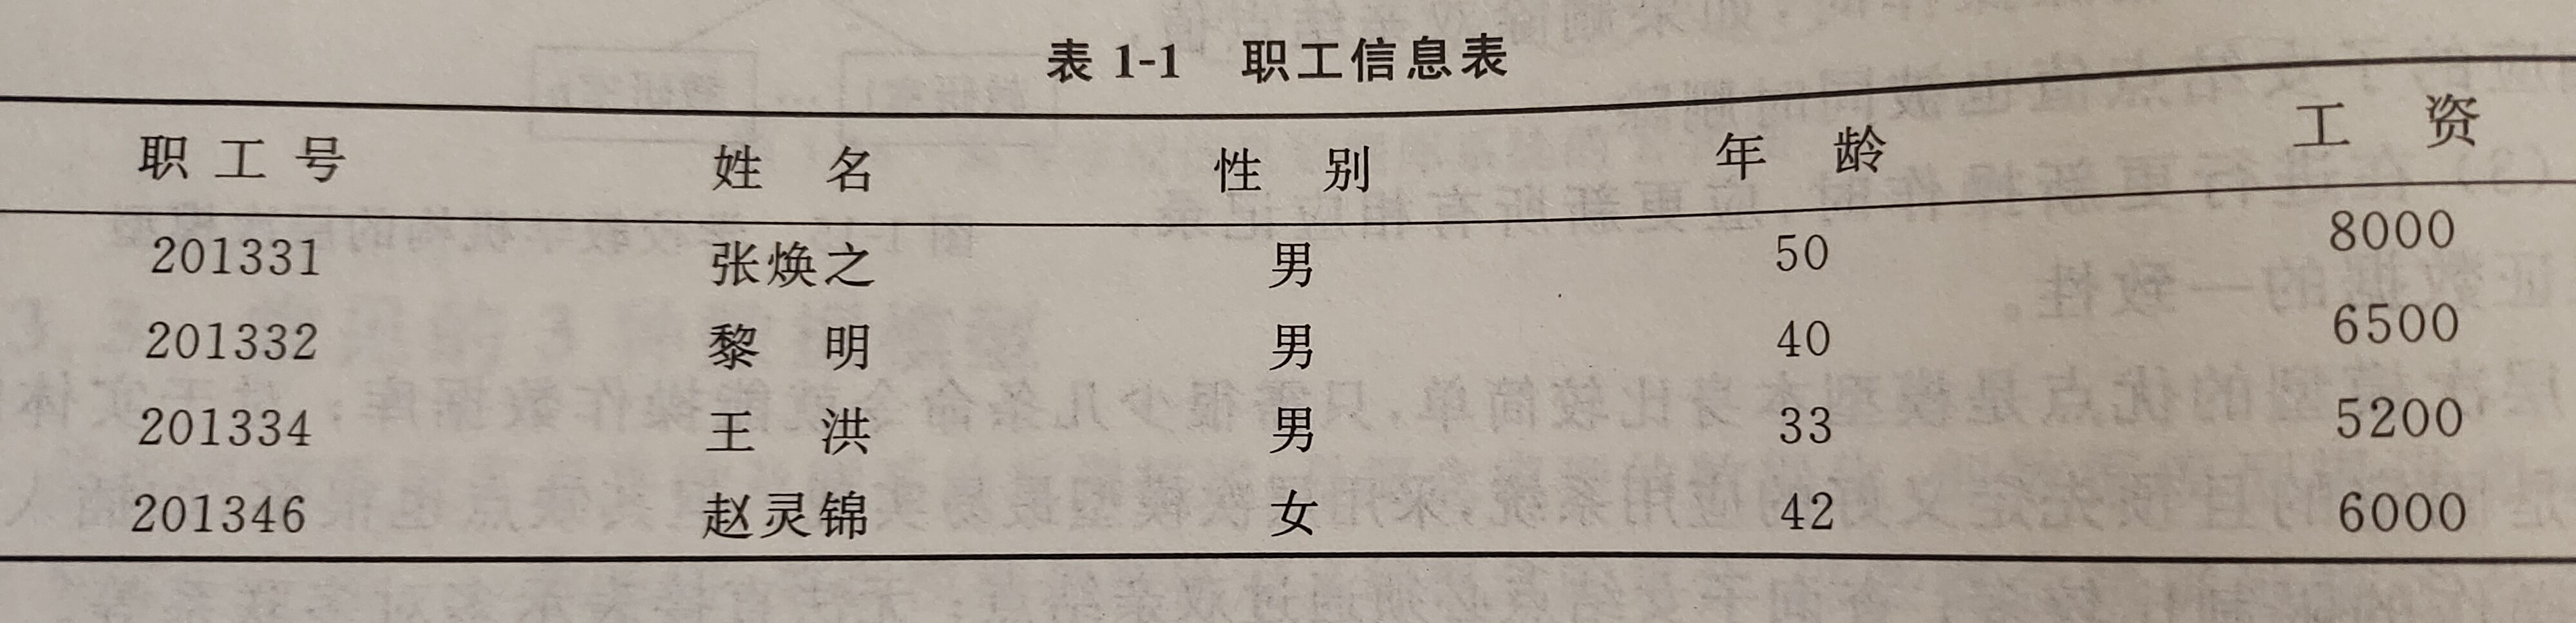 表 1-1 职工信息表
职工号 姓名 性别 年龄 工资
201331 张焕之 男 50 8000
201332 黎明 男 40 6500
201334 王洪 男 33 5200
201346 赵灵锦 女 42 6000